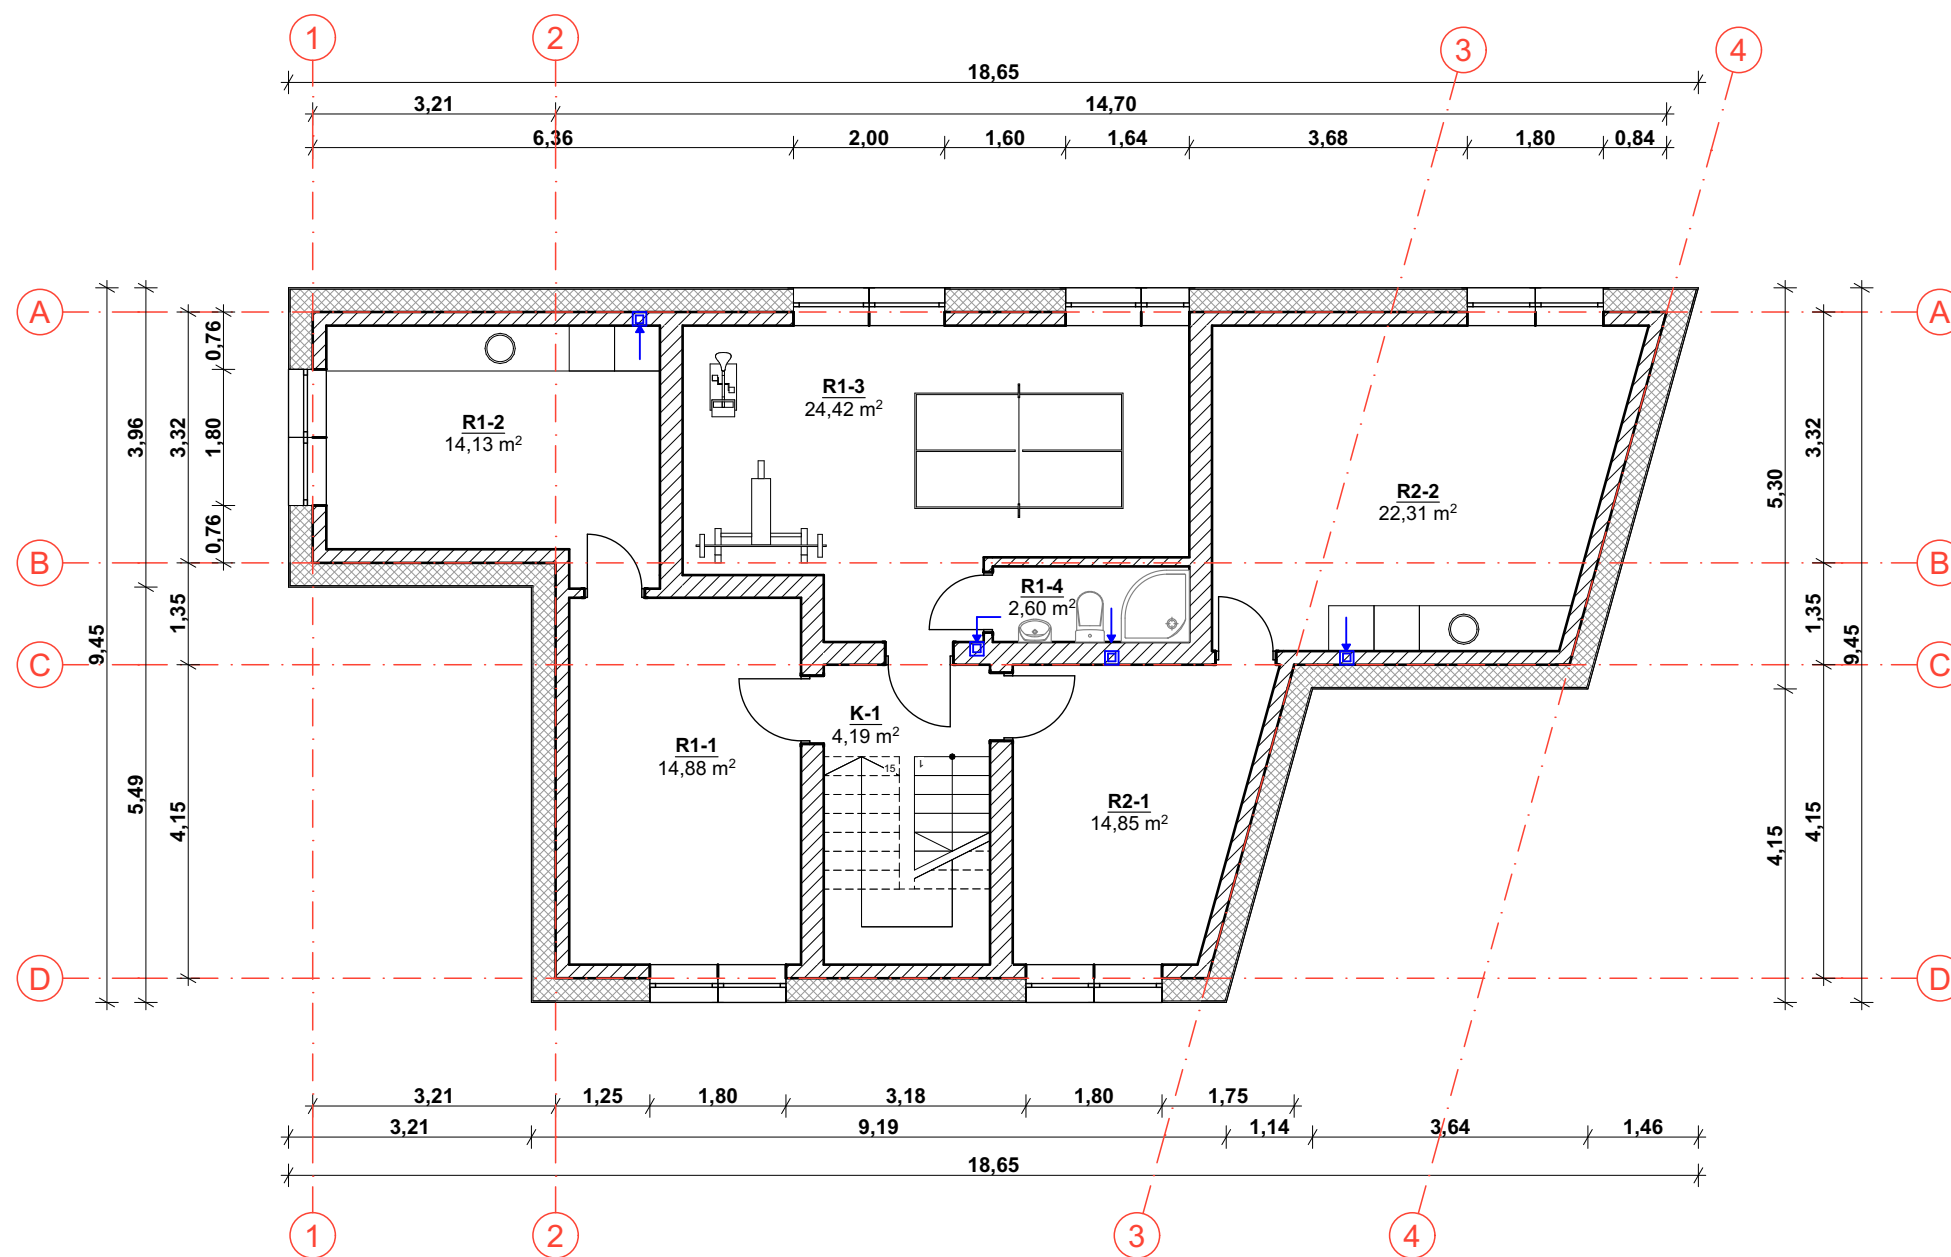 1
2
3
4
18,65
3,21
14,70
6,36
2,00
1,60
1,64
3,68
1,80
0,84
A
A
B
B
C
C
D
D
9,45
3,96
5,49
3,32
1,35
4,15
0,76
1,80
0,76
5,30
4,15
3,32
1,35
4,15
9,45
R1-2
14,13 m²
R1-3
24,42 m²
R2-2
22,31 m²
R1-4
2,60 m²
K-1
4,19 m²
R1-1
14,88 m²
15
1
R2-1
14,85 m²
3,21
1,25
1,80
3,18
1,80
1,75
3,21
9,19
1,14
3,64
1,46
18,65
1
2
3
4